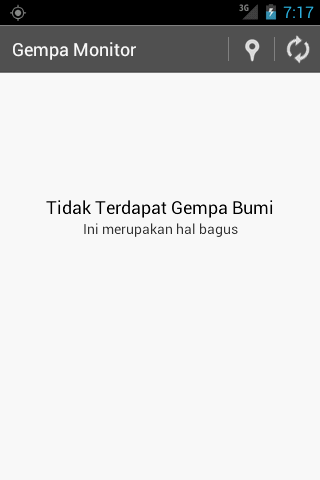 3G 7:17
Gempa Monitor
Tidak Terdapat Gempa Bumi
Ini merupakan hal bagus